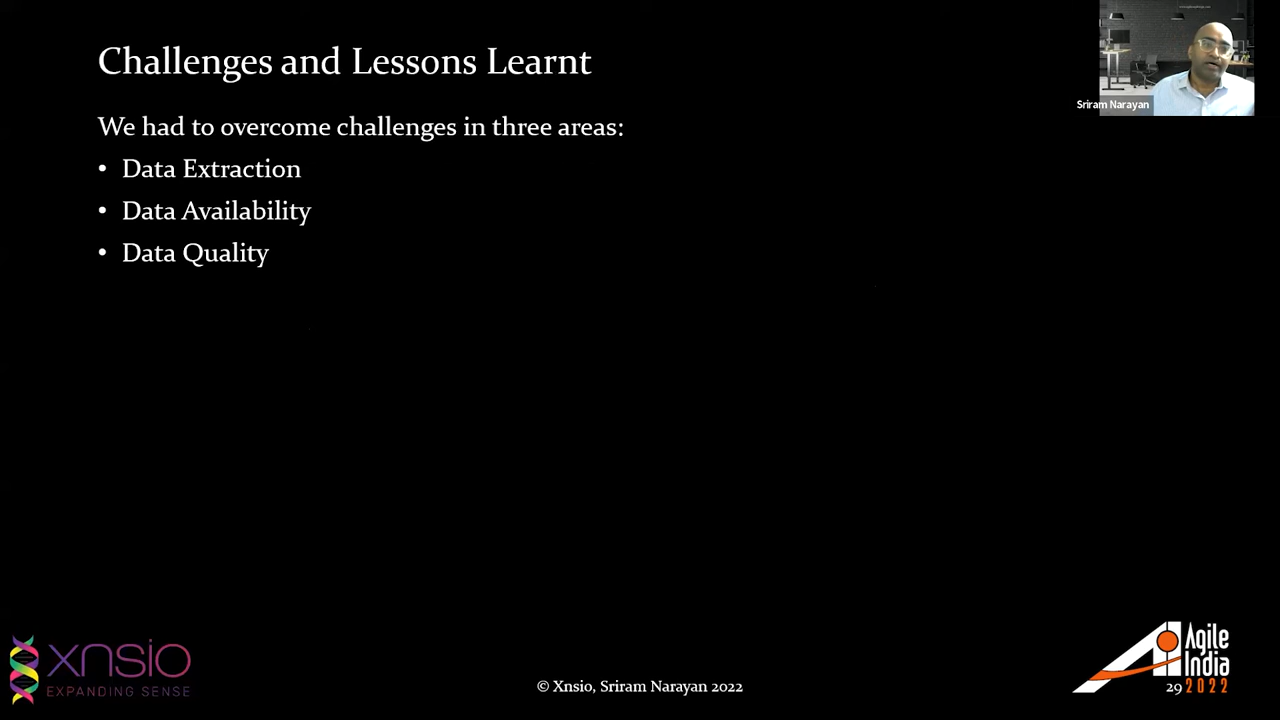 Challenges and Lessons Learnt
We had to overcome challenges in three areas:
• Data Extraction
• Data Availability
• Data Quality
Sriram Narayan
xnsio
EXPANDING SENSE
© Xnsio, Sriram Narayan 2022
Agile
India
29 2022